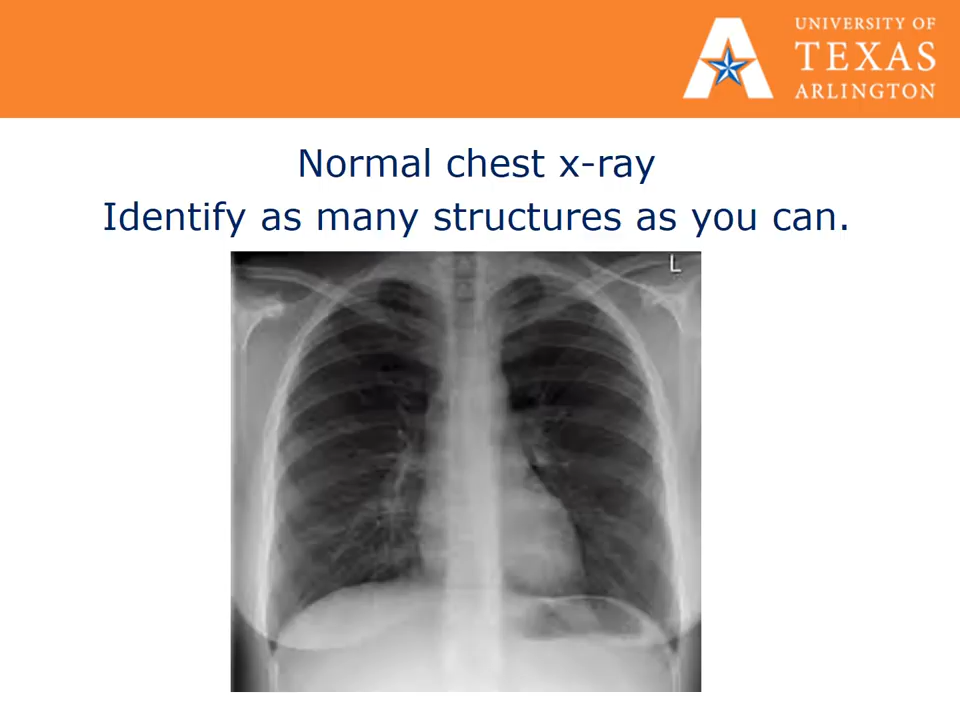 UNIVERSITY OF
TEXAS
ARLINGTON
Normal chest x-ray
Identify as many structures as you can.
L